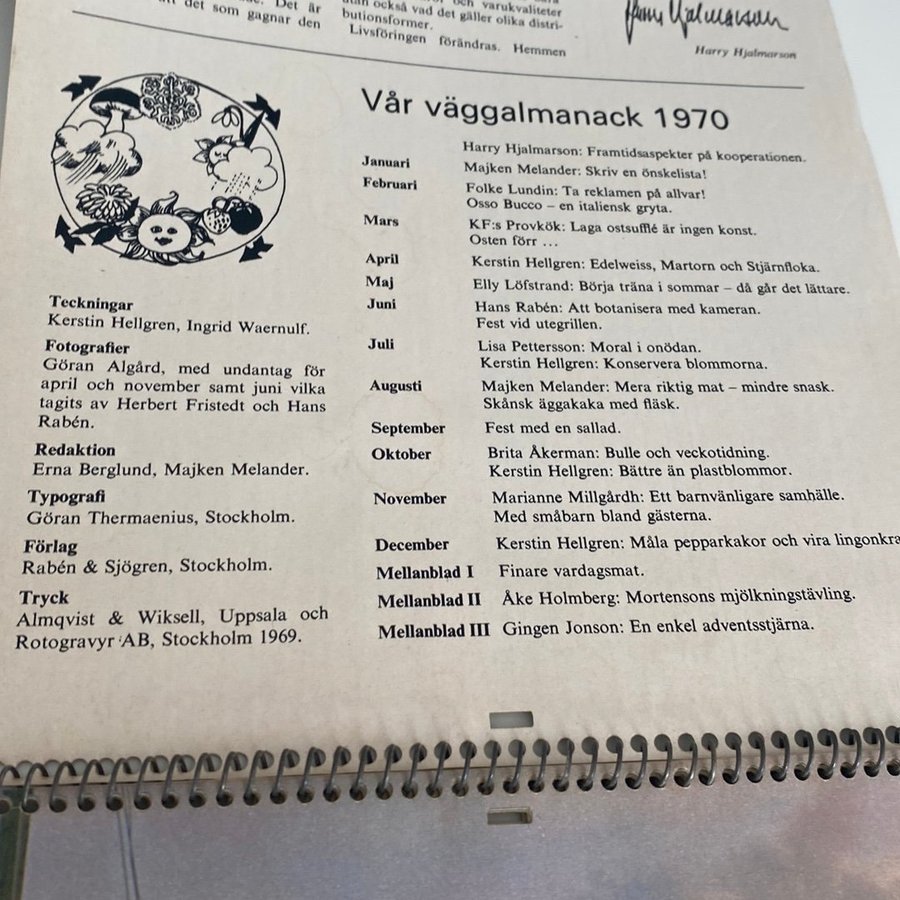 det som gagnar den
Det är
utan också vad det gäller olika distri-
butionsformer.
Livsföringen förändras. Hemmen
och varukvaliteter
Harry Hjalmarson
Harry Hjalmarson
Vår väggalmanack 1970
Harry Hjalmarson: Framtidsaspekter på kooperationen.
Januari Majken Melander: Skriv en önskelista!
Februari Folke Lundin: Ta reklamen på allvar!
Osso Bucco – en italiensk gryta.
Mars KF:s Provkök: Laga ostsufflé är ingen konst.
Osten förr ...
April Kerstin Hellgren: Edelweiss, Martorn och Stjärnfloka.
Maj Elly Löfstrand: Börja träna i sommar – då går det lättare.
Juni Hans Rabén: Att botanisera med kameran.
Fest vid utegrillen.
Juli Lisa Pettersson: Moral i onödan.
Kerstin Hellgren: Konservera blommorna.
Augusti Majken Melander: Mera riktig mat – mindre snask.
Skånsk äggakaka med fläsk.
September Fest med en sallad.
Oktober Brita Åkerman: Bulle och veckotidning.
Kerstin Hellgren: Bättre än plastblommor.
November Marianne Millgårdh: Ett barnvänligare samhälle.
Med småbarn bland gästerna.
December Kerstin Hellgren: Måla pepparkakor och vira lingonkra
Mellanblad I Finare vardagsmat.
Mellanblad II Åke Holmberg: Mortensons mjölkningstävling.
Mellanblad III Gingen Jonson: En enkel adventsstjärna.
Teckningar
Kerstin Hellgren, Ingrid Waernulf.
Fotografier
Göran Algård, med undantag för
april och november samt juni vilka
tagits av Herbert Fristedt och Hans
Rabén.
Redaktion
Erna Berglund, Majken Melander.
Typografi
Göran Thermaenius, Stockholm.
Förlag
Rabén & Sjögren, Stockholm.
Tryck
Almqvist & Wiksell, Uppsala och
Rotogravyr AB, Stockholm 1969.